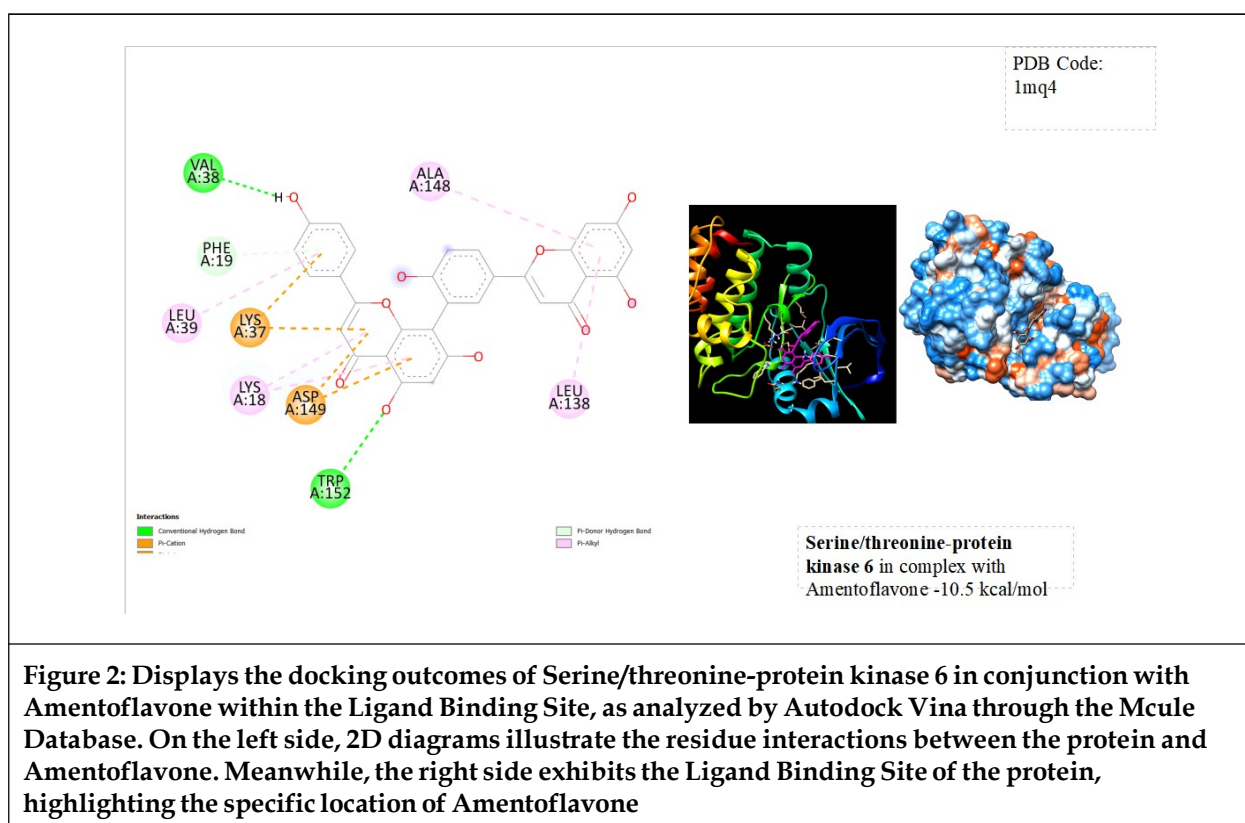 PDB Code:
1mq4
VAL
A:38
H
O
ALA
A:148
O
PHE
A:19
O
O
LEU
A:39
LYS
A:37
O
O
O
O
O
LYS
A:18
ASP
A:149
O
LEU
A:138
TRP
A:152
Interactions
Conventional Hydrogen Bond
Pi-Cation
Pi-Donor Hydrogen Bond
Pi-Alkyl
Serine/threonine-protein
kinase 6 in complex with
Amentoflavone -10.5 kcal/mol
Figure 2: Displays the docking outcomes of Serine/threonine-protein kinase 6 in conjunction with
Amentoflavone within the Ligand Binding Site, as analyzed by Autodock Vina through the Mcule
Database. On the left side, 2D diagrams illustrate the residue interactions between the protein and
Amentoflavone. Meanwhile, the right side exhibits the Ligand Binding Site of the protein,
highlighting the specific location of Amentoflavone